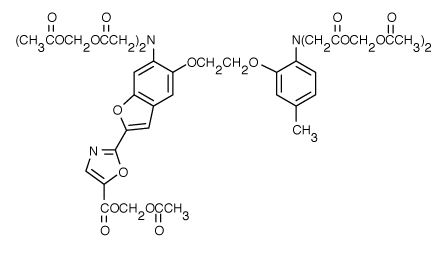 O O O O
(CH3COCH2OCCH2)2N N(CH2COCH2OCCH3)2
OCH2CH2O
O
CH3
N
O
COCH2OCCH3
O O